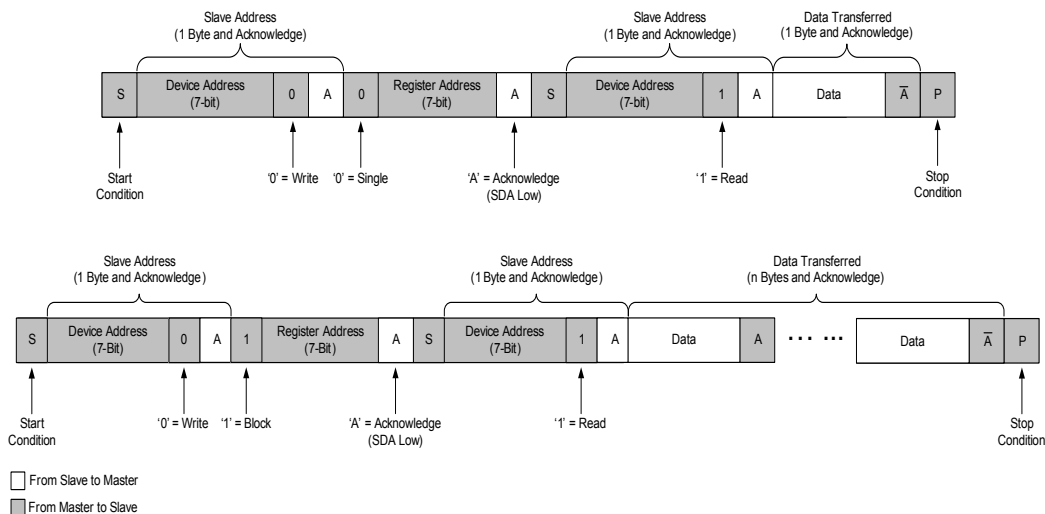 Slave Address Slave Address Data Transferred
(1 Byte and Acknowledge) (1 Byte and Acknowledge) (1 Byte and Acknowledge)
S Device Address (7-bit) 0 A 0 Register Address (7-bit) A S Device Address (7-bit) 1 A Data A̅ P
Start Condition '0' = Write '0' = Single 'A' = Acknowledge (SDA Low) '1' = Read Stop Condition
Slave Address Slave Address Data Transferred
(1 Byte and Acknowledge) (1 Byte and Acknowledge) (n Bytes and Acknowledge)
S Device Address (7-Bit) 0 A 1 Register Address (7-Bit) A S Device Address (7-Bit) 1 A Data A ... ... Data A̅ P
Start Condition '0' = Write '1' = Block 'A' = Acknowledge (SDA Low) '1' = Read Stop Condition
From Slave to Master
From Master to Slave